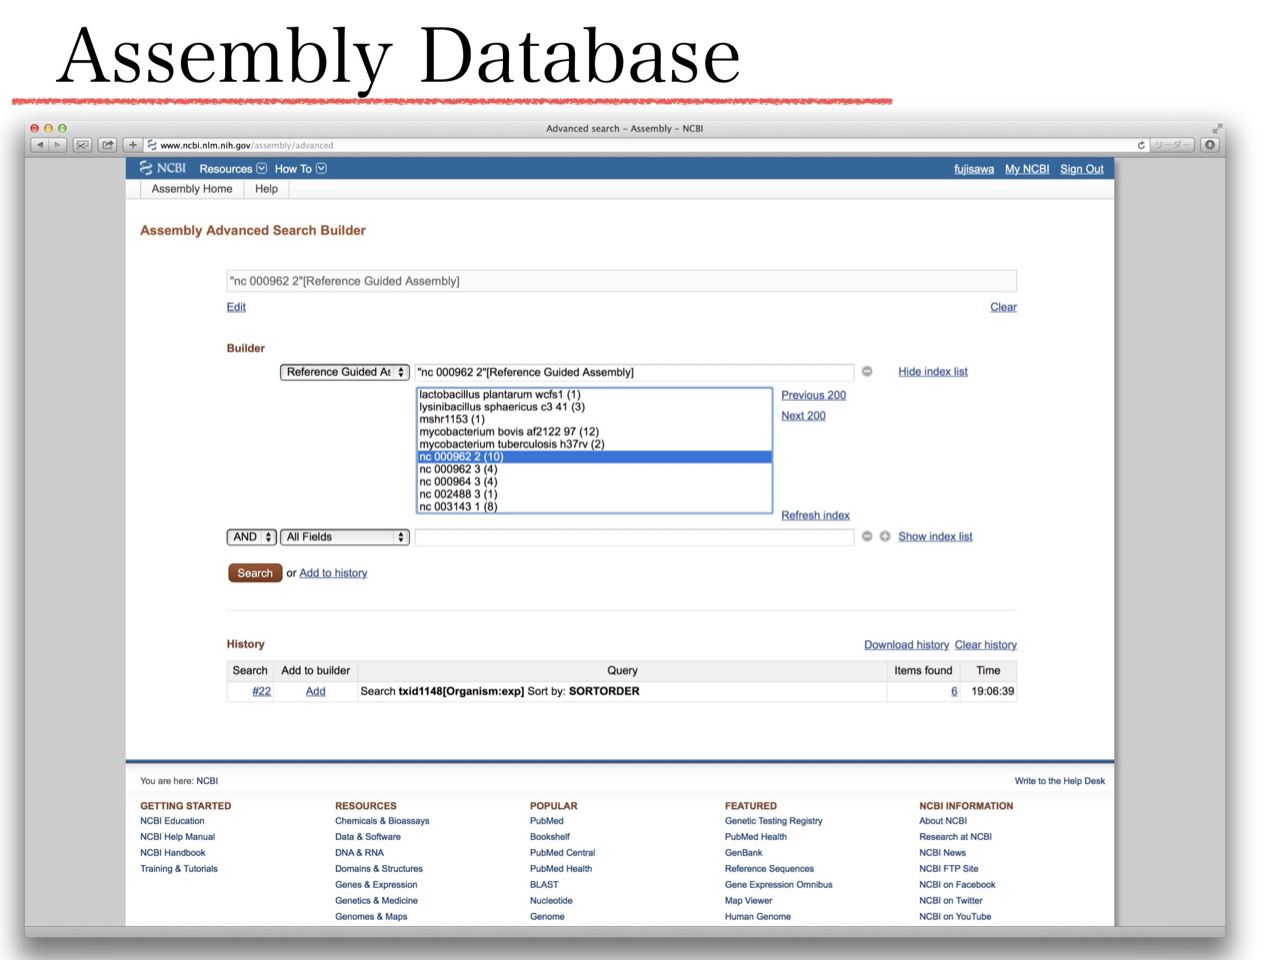 Assembly Database
Advanced search – Assembly – NCBI
www.ncbi.nlm.nih.gov/assembly/advanced
リーダー
NCBI Resources How To fujisawa My NCBI Sign Out
Assembly Home Help
Assembly Advanced Search Builder
"nc 000962 2"[Reference Guided Assembly]
Edit Clear
Builder
Reference Guided As "nc 000962 2"[Reference Guided Assembly] Hide index list
lactobacillus plantarum wcfs1 (1) Previous 200
lysinibacillus sphaericus c3 41 (3)
mshr1153 (1) Next 200
mycobacterium bovis af2122 97 (12)
mycobacterium tuberculosis h37rv (2)
nc 000962 2 (10)
nc 000962 3 (4)
nc 000964 3 (4)
nc 002488 3 (1)
nc 003143 1 (8)
Refresh index
AND All Fields Show index list
Search or Add to history
History Download history Clear history
Search Add to builder Query Items found Time
#22 Add Search txid1148[Organism:exp] Sort by: SORTORDER 6 19:06:39
You are here: NCBI Write to the Help Desk
GETTING STARTED RESOURCES POPULAR FEATURED NCBI INFORMATION
NCBI Education Chemicals & Bioassays PubMed Genetic Testing Registry About NCBI
NCBI Help Manual Data & Software Bookshelf PubMed Health Research at NCBI
NCBI Handbook DNA & RNA PubMed Central GenBank NCBI News
Training & Tutorials Domains & Structures PubMed Health Reference Sequences NCBI FTP Site
Genes & Expression BLAST Gene Expression Omnibus NCBI on Facebook
Genetics & Medicine Nucleotide Map Viewer NCBI on Twitter
Genomes & Maps Genome Human Genome NCBI on YouTube